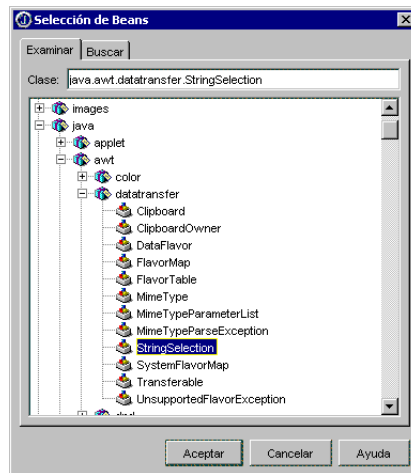 Selección de Beans
Examinar Buscar
Clase: java.awt.datatransfer.StringSelection
images
java
applet
awt
color
datatransfer
Clipboard
ClipboardOwner
DataFlavor
FlavorMap
FlavorTable
MimeType
MimeTypeParameterList
MimeTypeParseException
StringSelection
SystemFlavorMap
Transferable
UnsupportedFlavorException
Aceptar Cancelar Ayuda